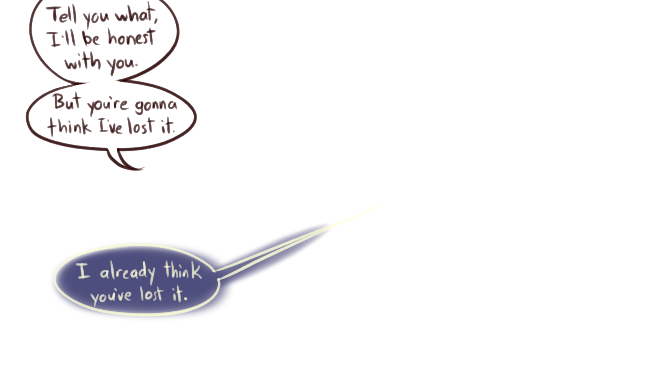 Tell you what,
I'll be honest
with you.
But you're gonna
think I've lost it.
I already think
you've lost it.